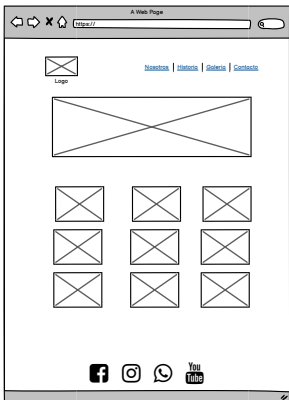 A Web Page
https://
Logo
Nosotros | Historia | Galeria | Contacto
You
Tube